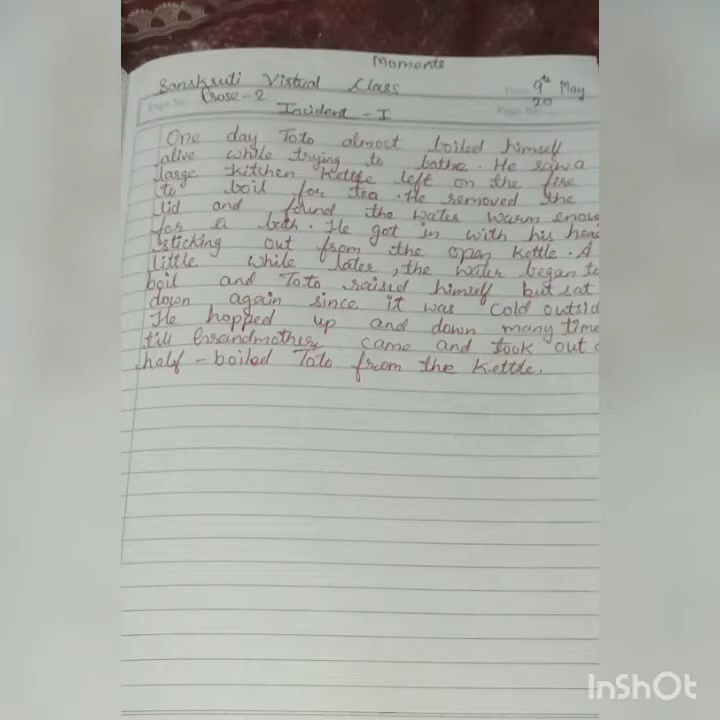 Moments
Sanskruti Virtual Class 9th May
Prose-2 20
Incident - I
One day Toto almost boiled himself
alive while trying to bathe. He saw a
large kitchen kettle left on the fire
to boil for tea. He removed the
lid and found the water warm enou
for a bath. He got in with his hea
sticking out from the open kettle. A
little while later, the water began to
boil and Toto raised himself but sat
down again since it was cold outsid
He hopped up and down many time
till Grandmother came and took out
half-boiled Toto from the kettle.
InShOt